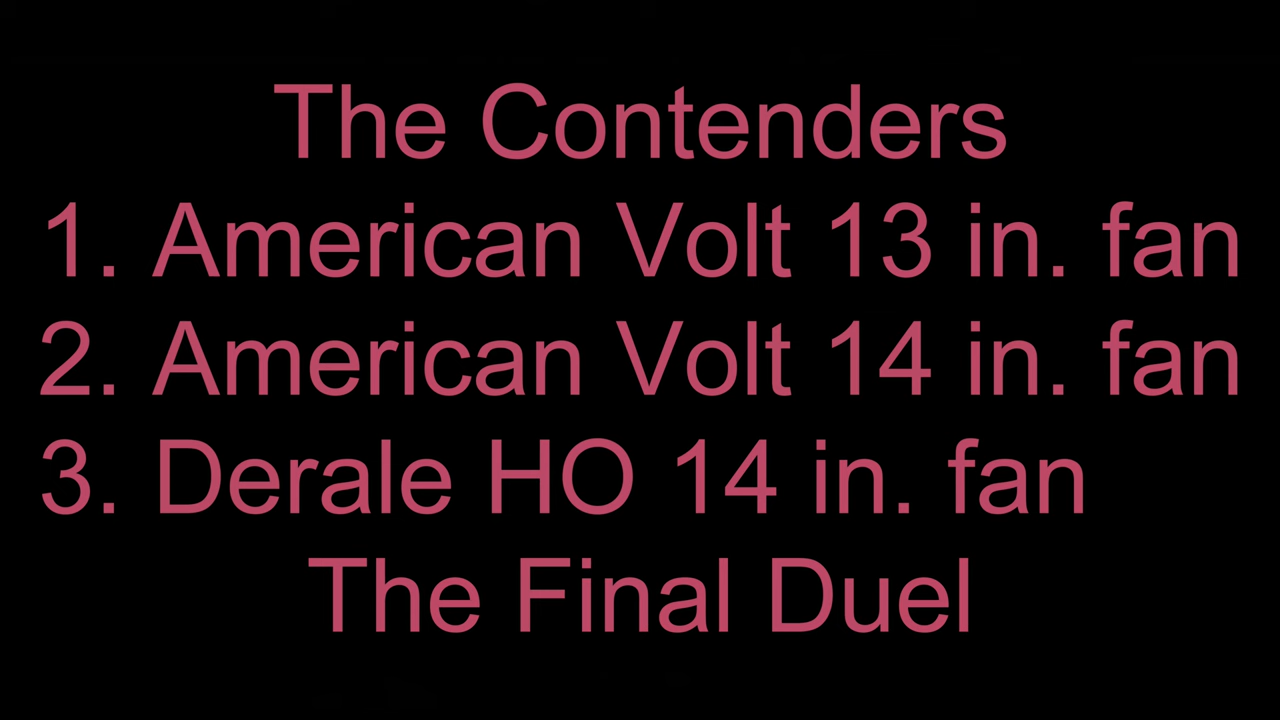 The Contenders
1. American Volt 13 in. fan
2. American Volt 14 in. fan
3. Derale HO 14 in. fan
The Final Duel